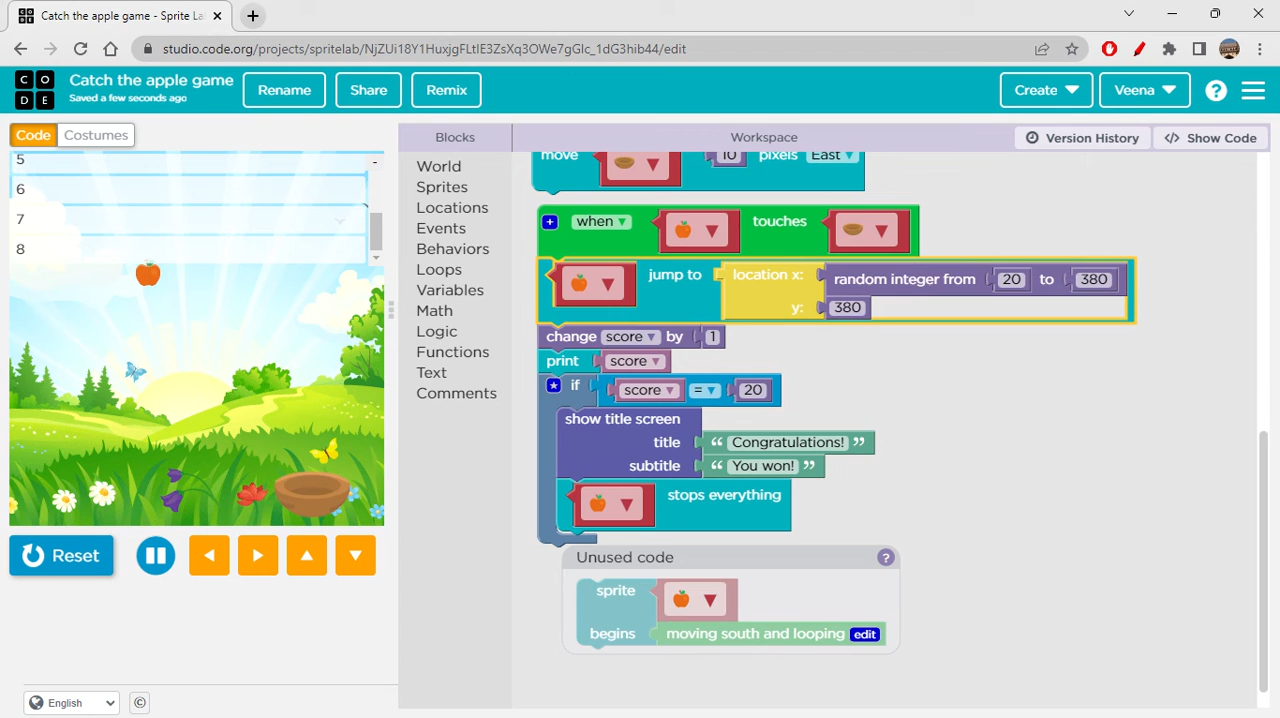 Catch the apple game - Sprite La
studio.code.org/projects/spritelab/NjZUi18Y1HuxjgFLtIE3ZsXq3OWe7gGlc_1dG3hib44/edit
C O
D E
Catch the apple game
Saved a few seconds ago
Rename
Share
Remix
Create
Veena
?
Code
Costumes
Blocks
Workspace
Version History
</> Show Code
5
6
7
8
World
Sprites
Locations
Events
Behaviors
Loops
Variables
Math
Logic
Functions
Text
Comments
move 10 pixels East
+ when touches
jump to location x: random integer from 20 to 380
y: 380
change score by 1
print score
if score = 20
show title screen
title “ Congratulations! ”
subtitle “ You won! ”
stops everything
Unused code ?
sprite
begins moving south and looping edit
Reset
English
©